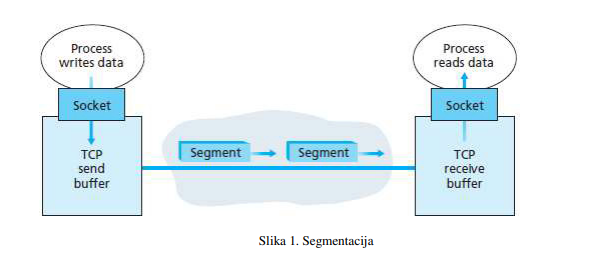 Process
writes data
Process
reads data
Socket
Socket
TCP
send
buffer
Segment
Segment
TCP
receive
buffer
Slika 1. Segmentacija